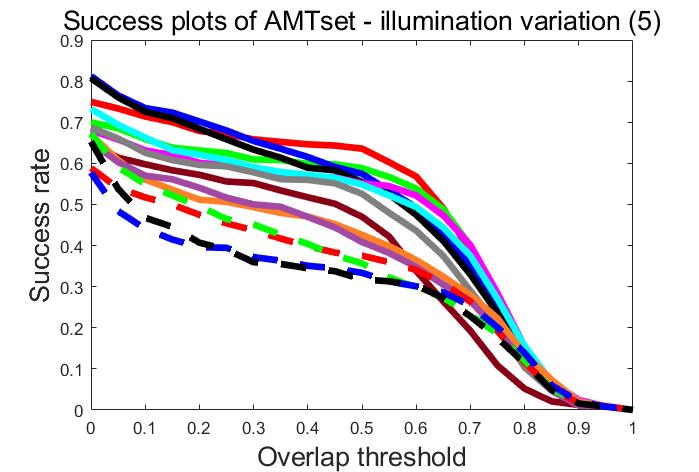 Success plots of AMTset - illumination variation (5)
0.9
0.8
0.7
0.6
0.5
0.4
0.3
0.2
0.1
0
Success rate
0 0.1 0.2 0.3 0.4 0.5 0.6 0.7 0.8 0.9 1
Overlap threshold